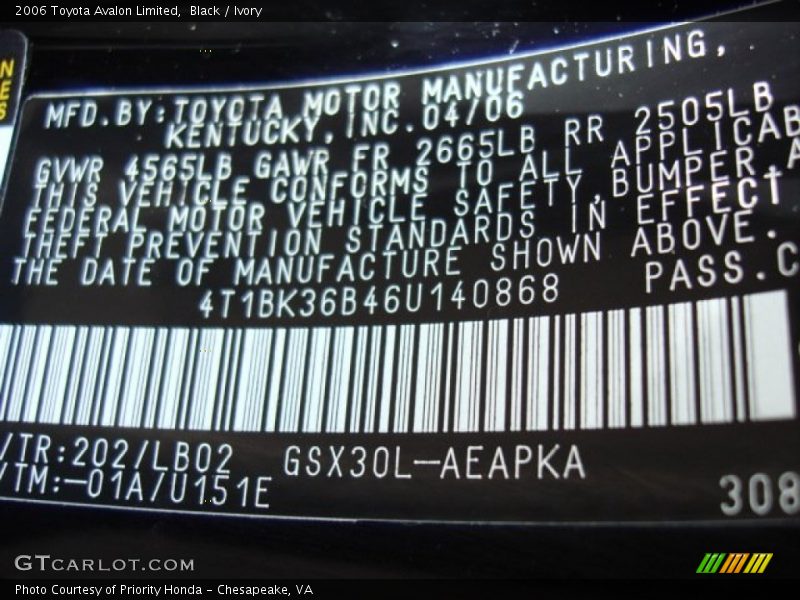 2006 Toyota Avalon Limited,  Black / Ivory
N
E
S
MFD.BY:TOYOTA MOTOR MANUFACTURING,
KENTUCKY,INC.04/06
GVWR 4565LB GAWR FR 2665LB RR 2505LB
THIS VEHICLE CONFORMS TO ALL APPLICAB
FEDERAL MOTOR VEHICLE SAFETY,BUMPER,A
THEFT PREVENTION STANDARDS IN EFFECT
THE DATE OF MANUFACTURE SHOWN ABOVE.
4T1BK36B46U140868 PASS.C
/TR:202/LB02 GSX30L-AEAPKA
/TM:-01A/U151E 308
GTCARLOT.COM
Photo Courtesy of Priority Honda - Chesapeake, VA